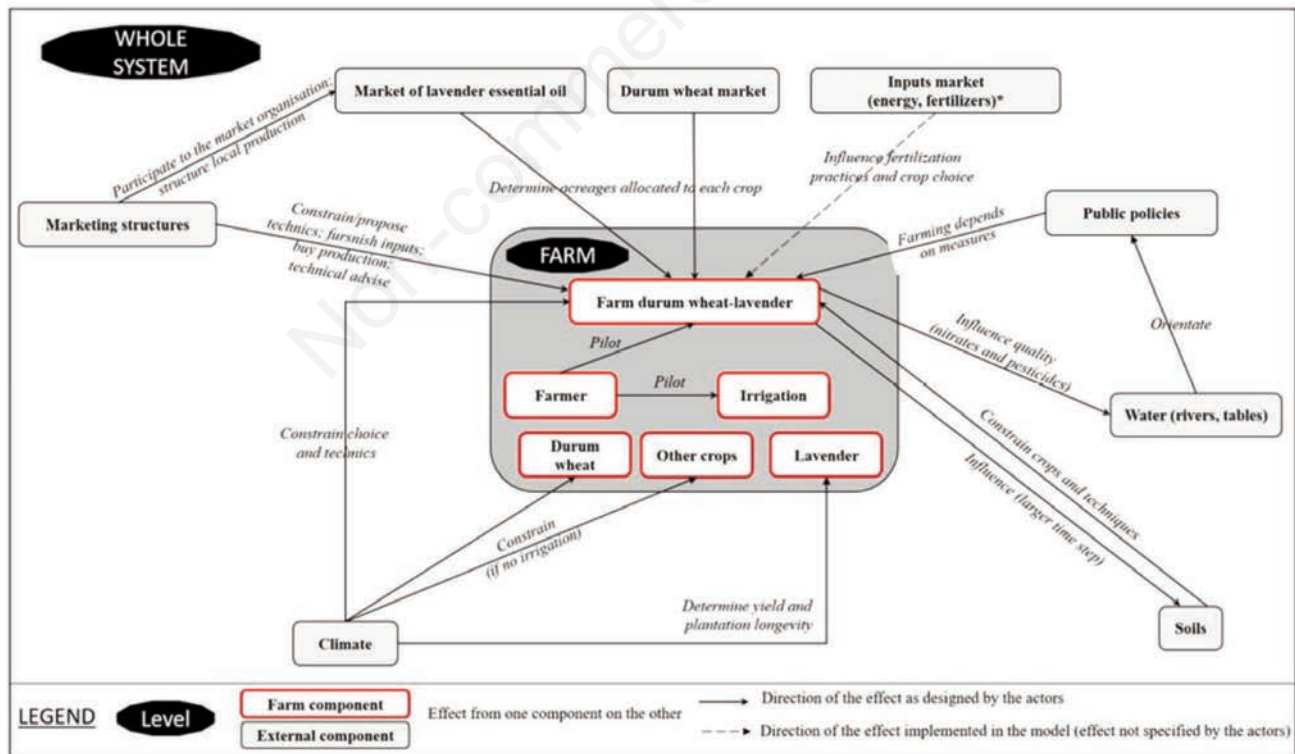 WHOLE
SYSTEM
Market of lavender essential oil
Durum wheat market
Inputs market
(energy, fertilizers)*
Participate to the market organisation;
structure local production
Influence fertilization
practices and crop choice
Determine acreages allocated to each crop
Marketing structures
Public policies
Constrain/propose
technics; fursnish inputs;
buy production;
technical advise
Farming depends
on measures
FARM
Farm durum wheat-lavender
Pilot
Influence quality
(nitrates and pesticides)
Orientate
Farmer
Pilot
Irrigation
Water (rivers, tables)
Constrain choice
and technics
Durum
wheat
Other crops
Lavender
Constrain crops and techniques
Influence (larger time
step)
Constrain
(if no irrigation)
Determine yield and
plantation longevity
Climate
Soils
LEGEND
Level
Farm component
External component
Effect from one component on the other
Direction of the effect as designed by the actors
Direction of the effect implemented in the model (effect not specified by the actors)
Non-commer